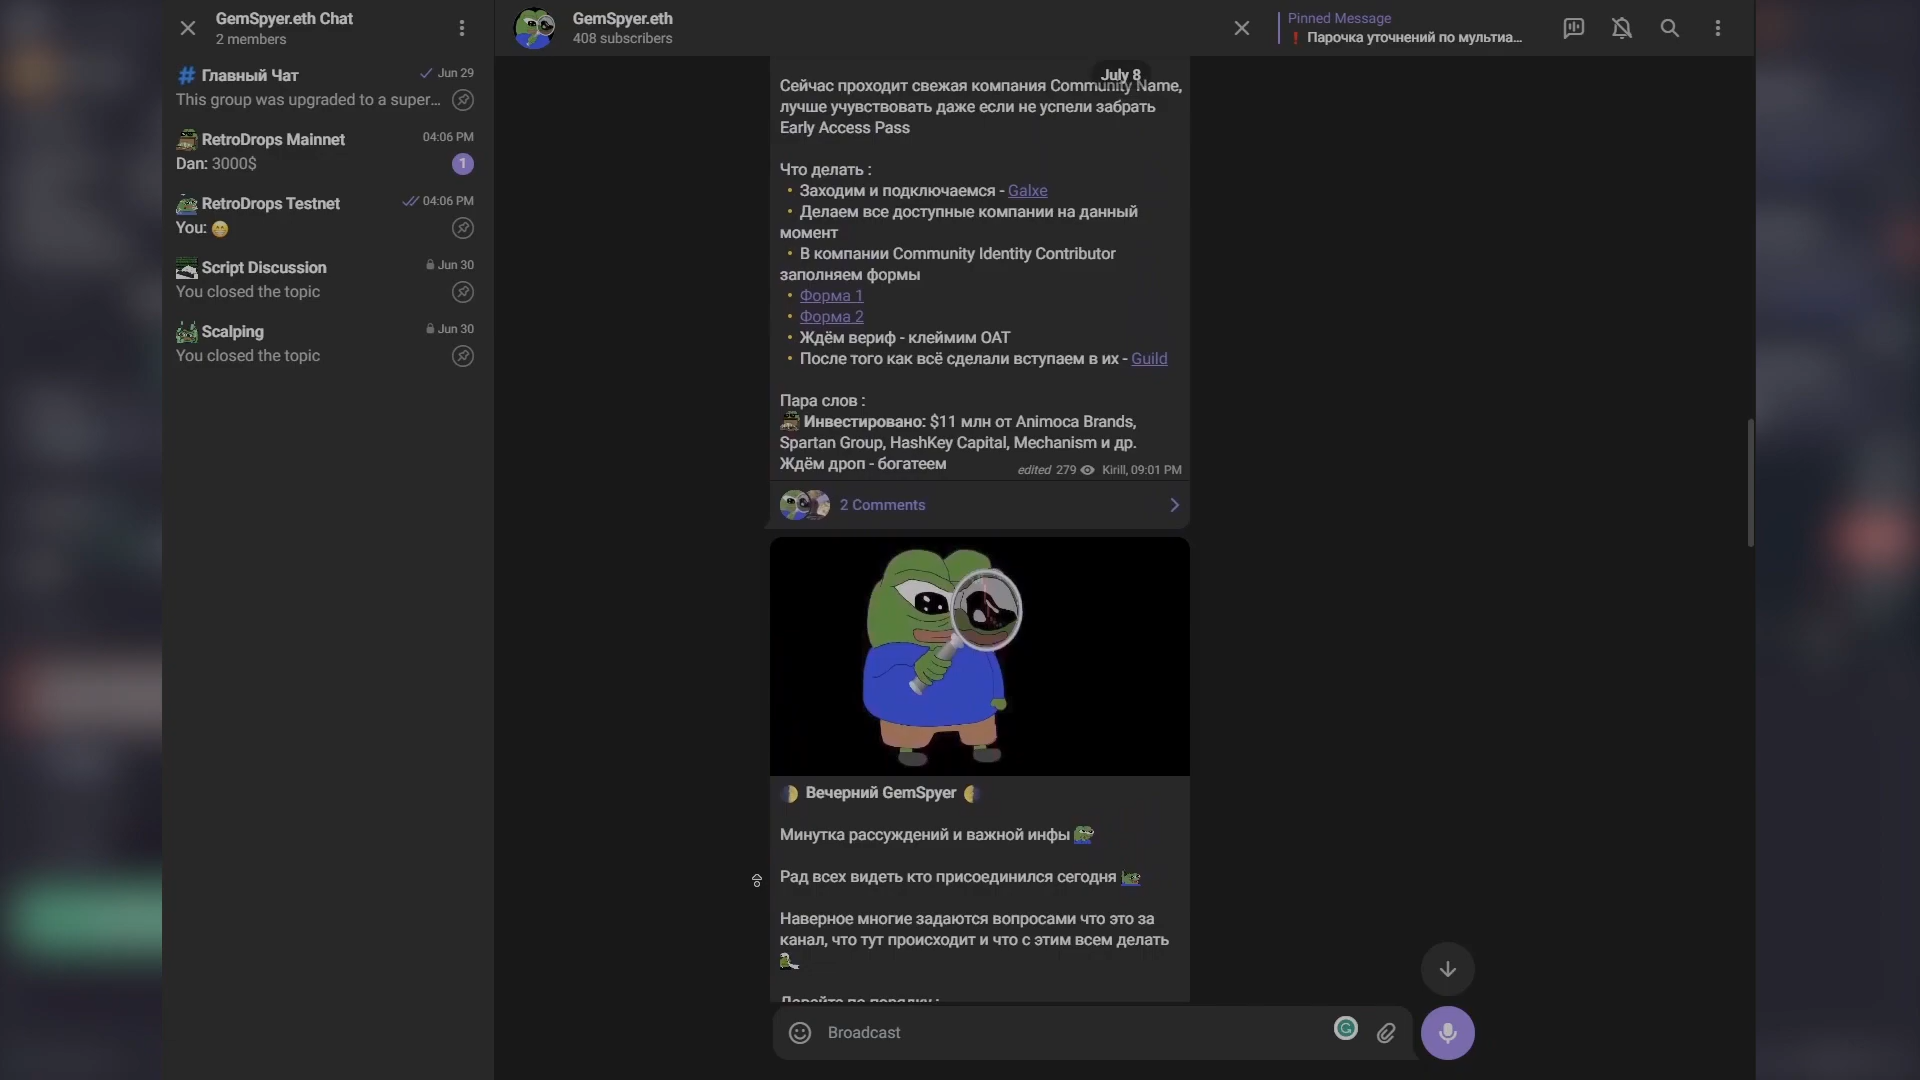 GemSpyer.eth Chat
2 members
Главный Чат
Jun 29
This group was upgraded to a super...
RetroDrops Mainnet
04:06 PM
Dan: 3000$
1
RetroDrops Testnet
04:06 PM
You:
Script Discussion
Jun 30
You closed the topic
Scalping
Jun 30
You closed the topic
GemSpyer.eth
408 subscribers
Pinned Message
Парочка уточнений по мультиа...
July 8
Сейчас проходит свежая компания Community Name,
лучше учувствовать даже если не успели забрать
Early Access Pass
Что делать :
Заходим и подключаемся - Galxe
Делаем все доступные компании на данный
момент
В компании Community Identity Contributor
заполняем формы
Форма 1
Форма 2
Ждём вериф - клеймим ОАТ
После того как всё сделали вступаем в их - Guild
Пара слов :
Инвестировано: $11 млн от Animoca Brands,
Spartan Group, HashKey Capital, Mechanism и др.
Ждём дроп - богатеем
edited 279 Kirill, 09:01 PM
2 Comments
Вечерний GemSpyer
Минутка рассуждений и важной инфы
Рад всех видеть кто присоединился сегодня
Наверное многие задаются вопросами что это за
канал, что тут происходит и что с этим всем делать
Давайте по порядку :
Broadcast